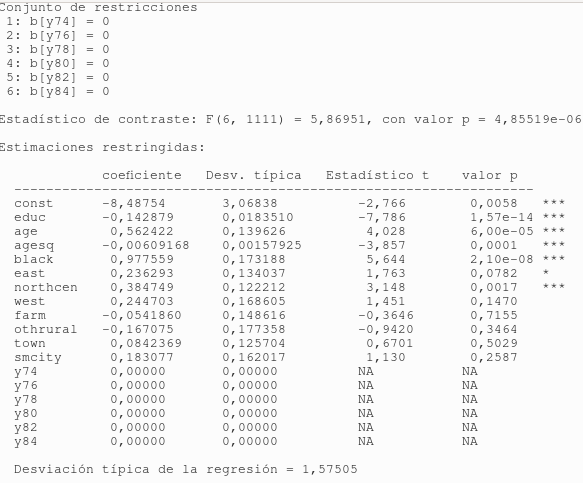 Conjunto de restricciones
1: b[y74] = 0
2: b[y76] = 0
3: b[y78] = 0
4: b[y80] = 0
5: b[y82] = 0
6: b[y84] = 0
Estadístico de contraste: F(6, 1111) = 5,86951, con valor p = 4,85519e-06
Estimaciones restringidas:
coeficiente Desv. típica Estadístico t valor p
-----------------------------------------------------------------
const -8,48754 3,06838 -2,766 0,0058 ***
educ -0,142879 0,0183510 -7,786 1,57e-14 ***
age 0,562422 0,139626 4,028 6,00e-05 ***
agesq -0,00609168 0,00157925 -3,857 0,0001 ***
black 0,977559 0,173188 5,644 2,10e-08 ***
east 0,236293 0,134037 1,763 0,0782 *
northcen 0,384749 0,122212 3,148 0,0017 ***
west 0,244703 0,168605 1,451 0,1470
farm -0,0541860 0,148616 -0,3646 0,7155
othrural -0,167075 0,177358 -0,9420 0,3464
town 0,0842369 0,125704 0,6701 0,5029
smcity 0,183077 0,162017 1,130 0,2587
y74 0,00000 0,00000 NA NA
y76 0,00000 0,00000 NA NA
y78 0,00000 0,00000 NA NA
y80 0,00000 0,00000 NA NA
y82 0,00000 0,00000 NA NA
y84 0,00000 0,00000 NA NA
Desviación típica de la regresión = 1,57505